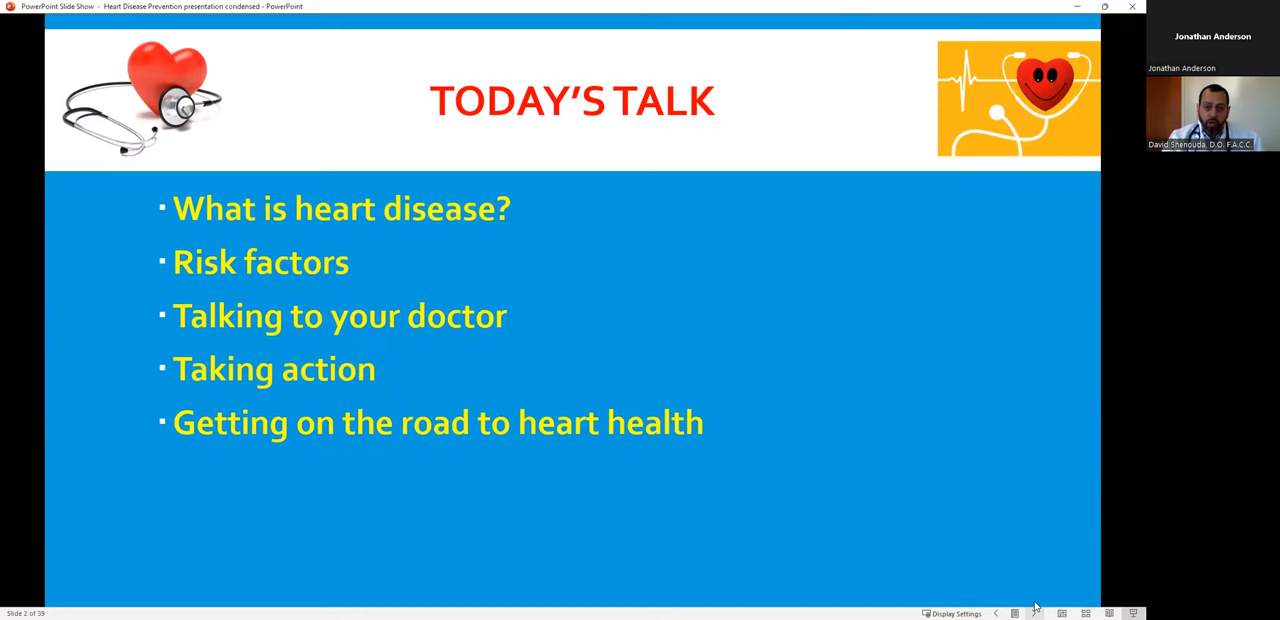 PowerPoint Slide Show - Heart Disease Prevention presentation condensed - PowerPoint
Jonathan Anderson
Jonathan Anderson
David Shenouda, D.O. F.A.C.C.
TODAY'S TALK
▪ What is heart disease?
▪ Risk factors
▪ Talking to your doctor
▪ Taking action
▪ Getting on the road to heart health
Slide 2 of 39
Display Settings